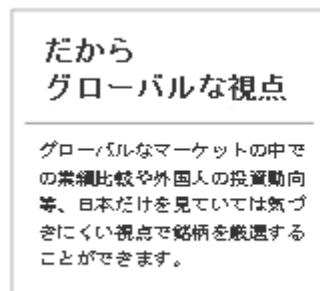 だから
グローバルな視点
グローバルなマーケットの中で
の業績比較や外国人の投資動向
等、日本だけを見ていては気づ
きにくい視点で銘柄を厳選する
ことができます。